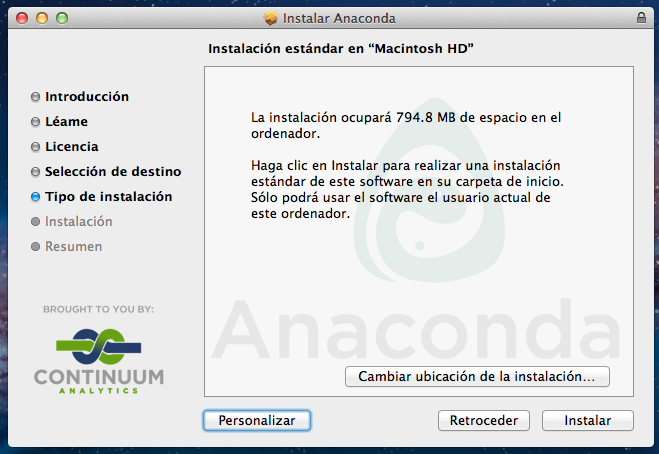 Instalar Anaconda
Instalación estándar en “Macintosh HD”
Introducción
Léame
Licencia
Selección de destino
Tipo de instalación
Instalación
Resumen
La instalación ocupará 794.8 MB de espacio en el
ordenador.
Haga clic en Instalar para realizar una instalación
estándar de este software en su carpeta de inicio.
Sólo podrá usar el software el usuario actual de
este ordenador.
Anaconda
Cambiar ubicación de la instalación...
BROUGHT TO YOU BY:
CONTINUUM
ANALYTICS
Personalizar
Retroceder
Instalar